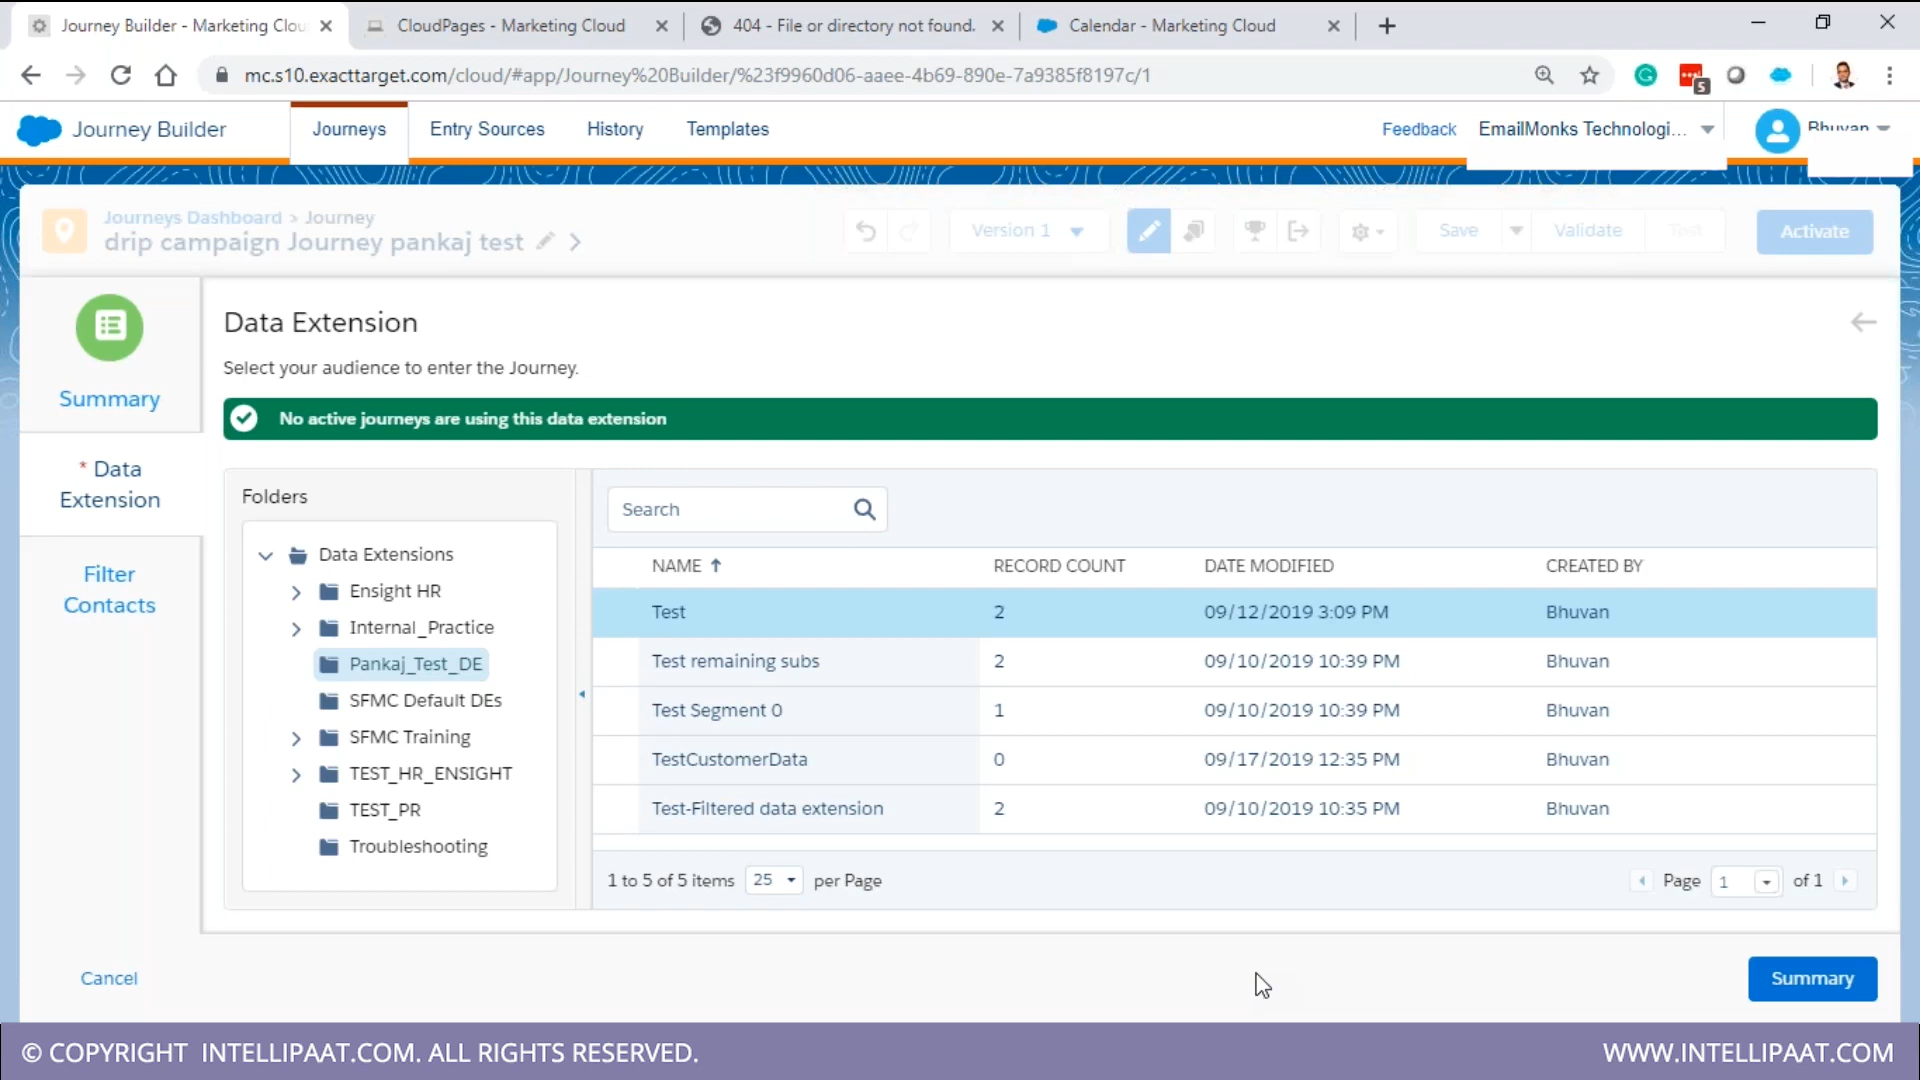 Journey Builder - Marketing Clou
CloudPages - Marketing Cloud
404 - File or directory not found.
Calendar - Marketing Cloud
mc.s10.exacttarget.com/cloud/#app/Journey%20Builder/%23f9960d06-aaee-4b69-890e-7a9385f8197c/1
S
Journey Builder
Journeys
Entry Sources
History
Templates
Feedback
EmailMonks Technologi...
Bhuvan
Journeys Dashboard > Journey
drip campaign Journey pankaj test
Version 1
Save
Validate
Test
Activate
Summary
* Data
Extension
Filter
Contacts
Data Extension
Select your audience to enter the Journey.
No active journeys are using this data extension
Folders
Data Extensions
Ensight HR
Internal_Practice
Pankaj_Test_DE
SFMC Default DEs
SFMC Training
TEST_HR_ENSIGHT
TEST_PR
Troubleshooting
Search
NAME RECORD COUNT DATE MODIFIED CREATED BY
Test 2 09/12/2019 3:09 PM Bhuvan
Test remaining subs 2 09/10/2019 10:39 PM Bhuvan
Test Segment 0 1 09/10/2019 10:39 PM Bhuvan
TestCustomerData 0 09/17/2019 12:35 PM Bhuvan
Test-Filtered data extension 2 09/10/2019 10:35 PM Bhuvan
1 to 5 of 5 items 25 per Page
Page 1 of 1
Cancel
Summary
© COPYRIGHT INTELLIPAAT.COM. ALL RIGHTS RESERVED.
WWW.INTELLIPAAT.COM